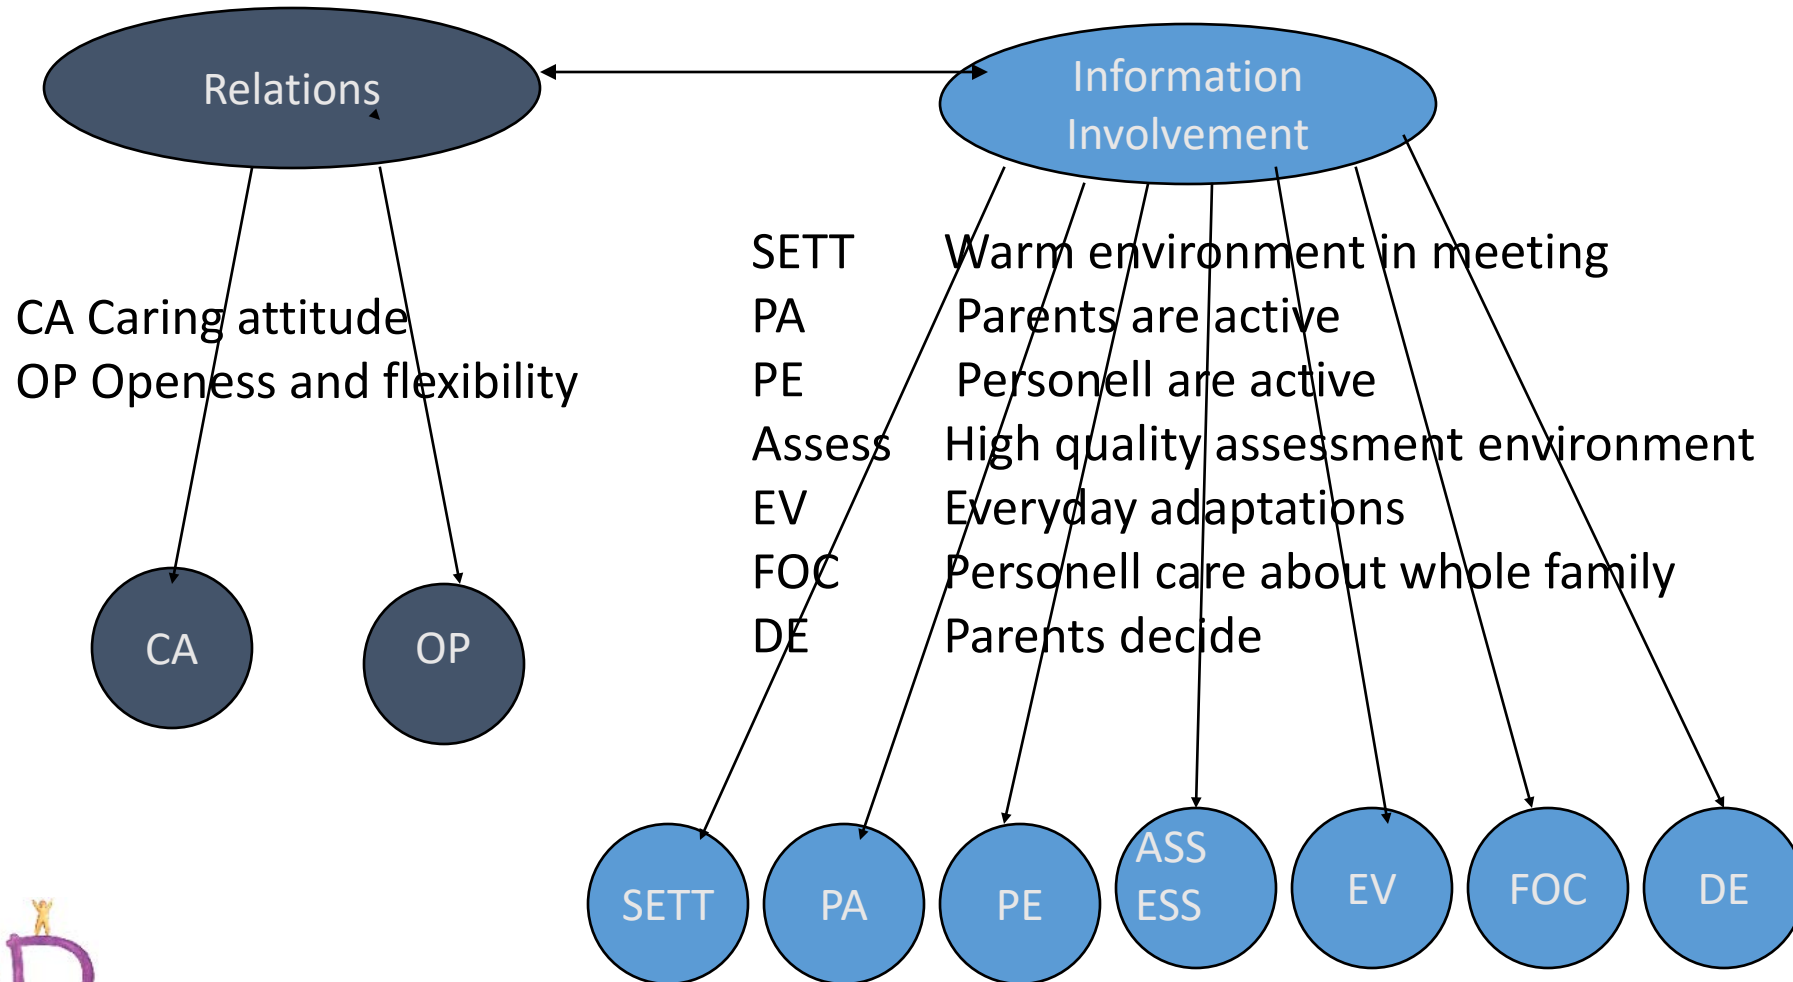 Relations
Information
Involvement
CA Caring attitude
OP Openess and flexibility
SETT Warm environment in meeting
PA Parents are active
PE Personell are active
Assess High quality assessment environment
EV Everyday adaptations
FOC Personell care about whole family
DE Parents decide
CA
OP
SETT
PA
PE
ASS
ESS
EV
FOC
DE